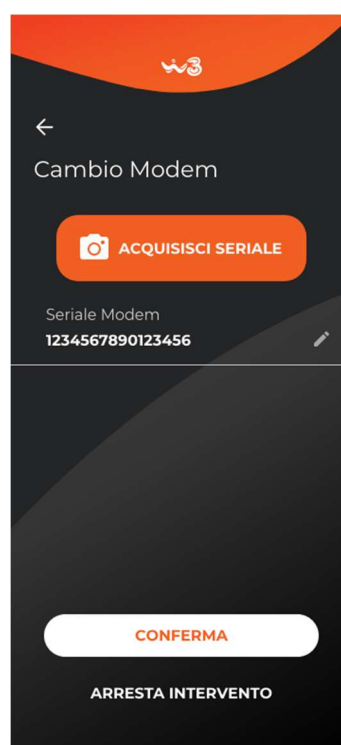 W3
Cambio Modem
ACQUISISCI SERIALE
Seriale Modem
1234567890123456
CONFERMA
ARRESTA INTERVENTO